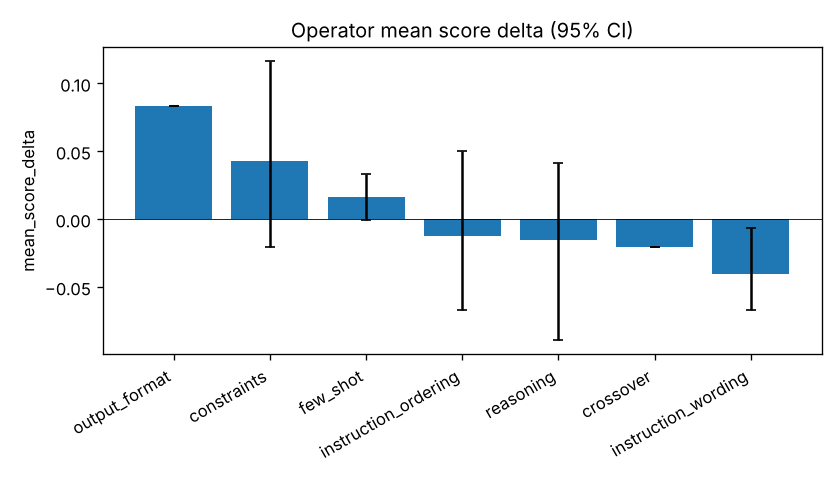 Operator mean score delta (95% CI)
mean_score_delta
0.10
0.05
0.00
−0.05
output_format
constraints
few_shot
instruction_ordering
reasoning
crossover
instruction_wording